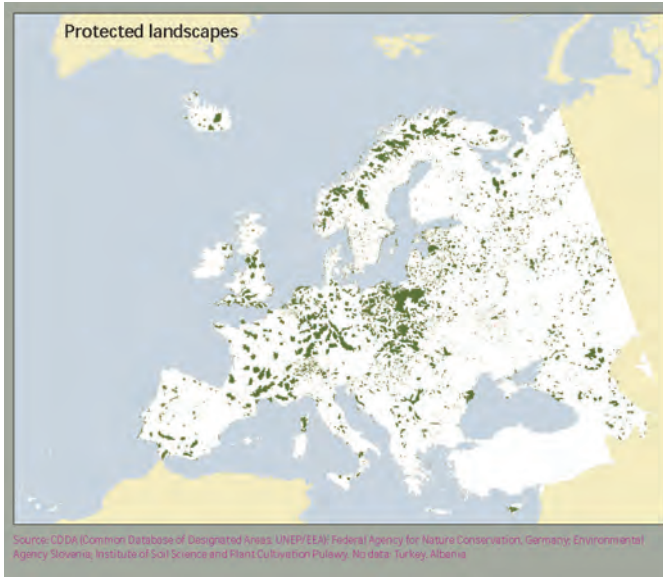 Protected landscapes
Source: CDDA (Common Database of Designated Areas, UNEP/EEA); Federal Agency for Nature Conservation, Germany; Environmental
Agency Slovenia; Institute of Soil Science and Plant Cultivation Pulawy. No data: Turkey, Albania